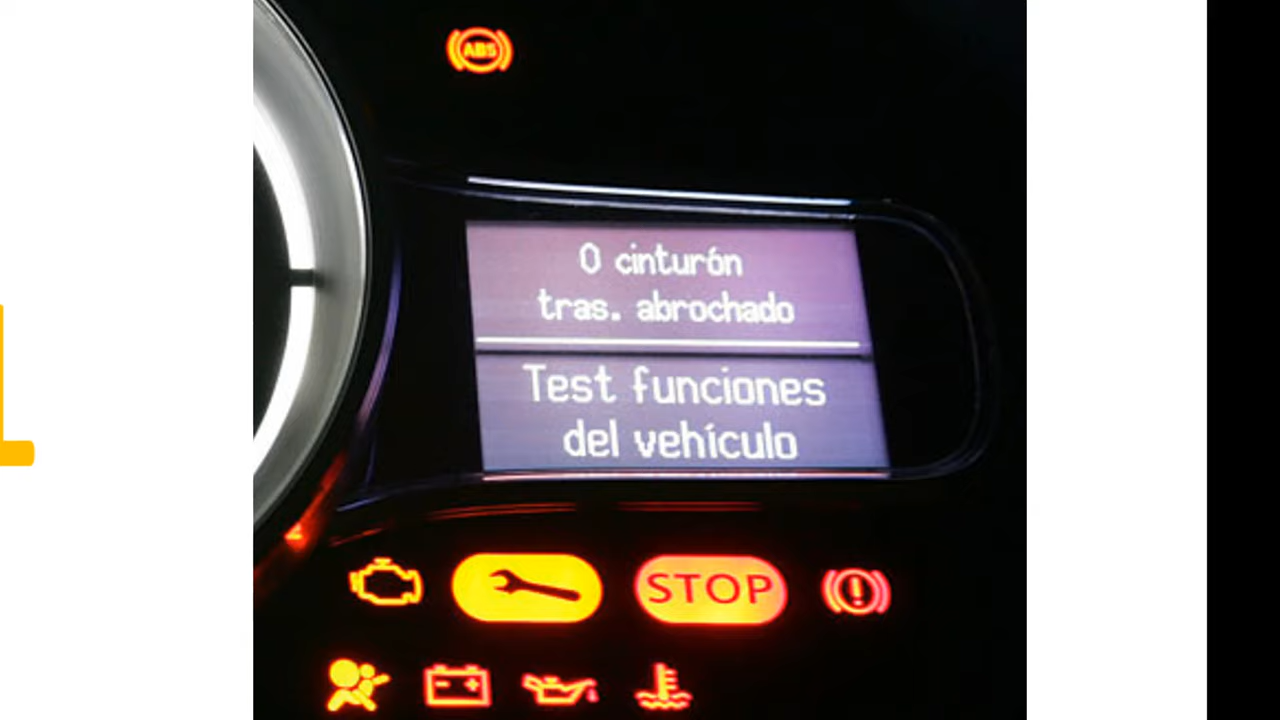 ABS
0 cinturón
tras. abrochado
Test funciones
del vehículo
STOP